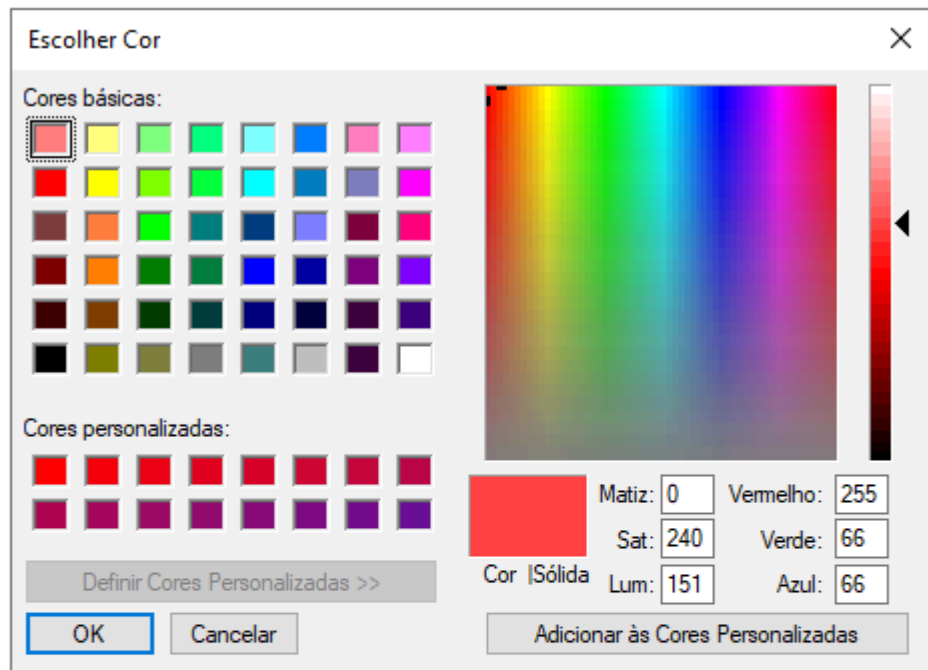 Escolher Cor
Cores básicas:
Cores personalizadas:
Definir Cores Personalizadas >>
OK Cancelar
Cor |Sólida
Matiz: 0 Vermelho: 255
Sat: 240 Verde: 66
Lum: 151 Azul: 66
Adicionar às Cores Personalizadas